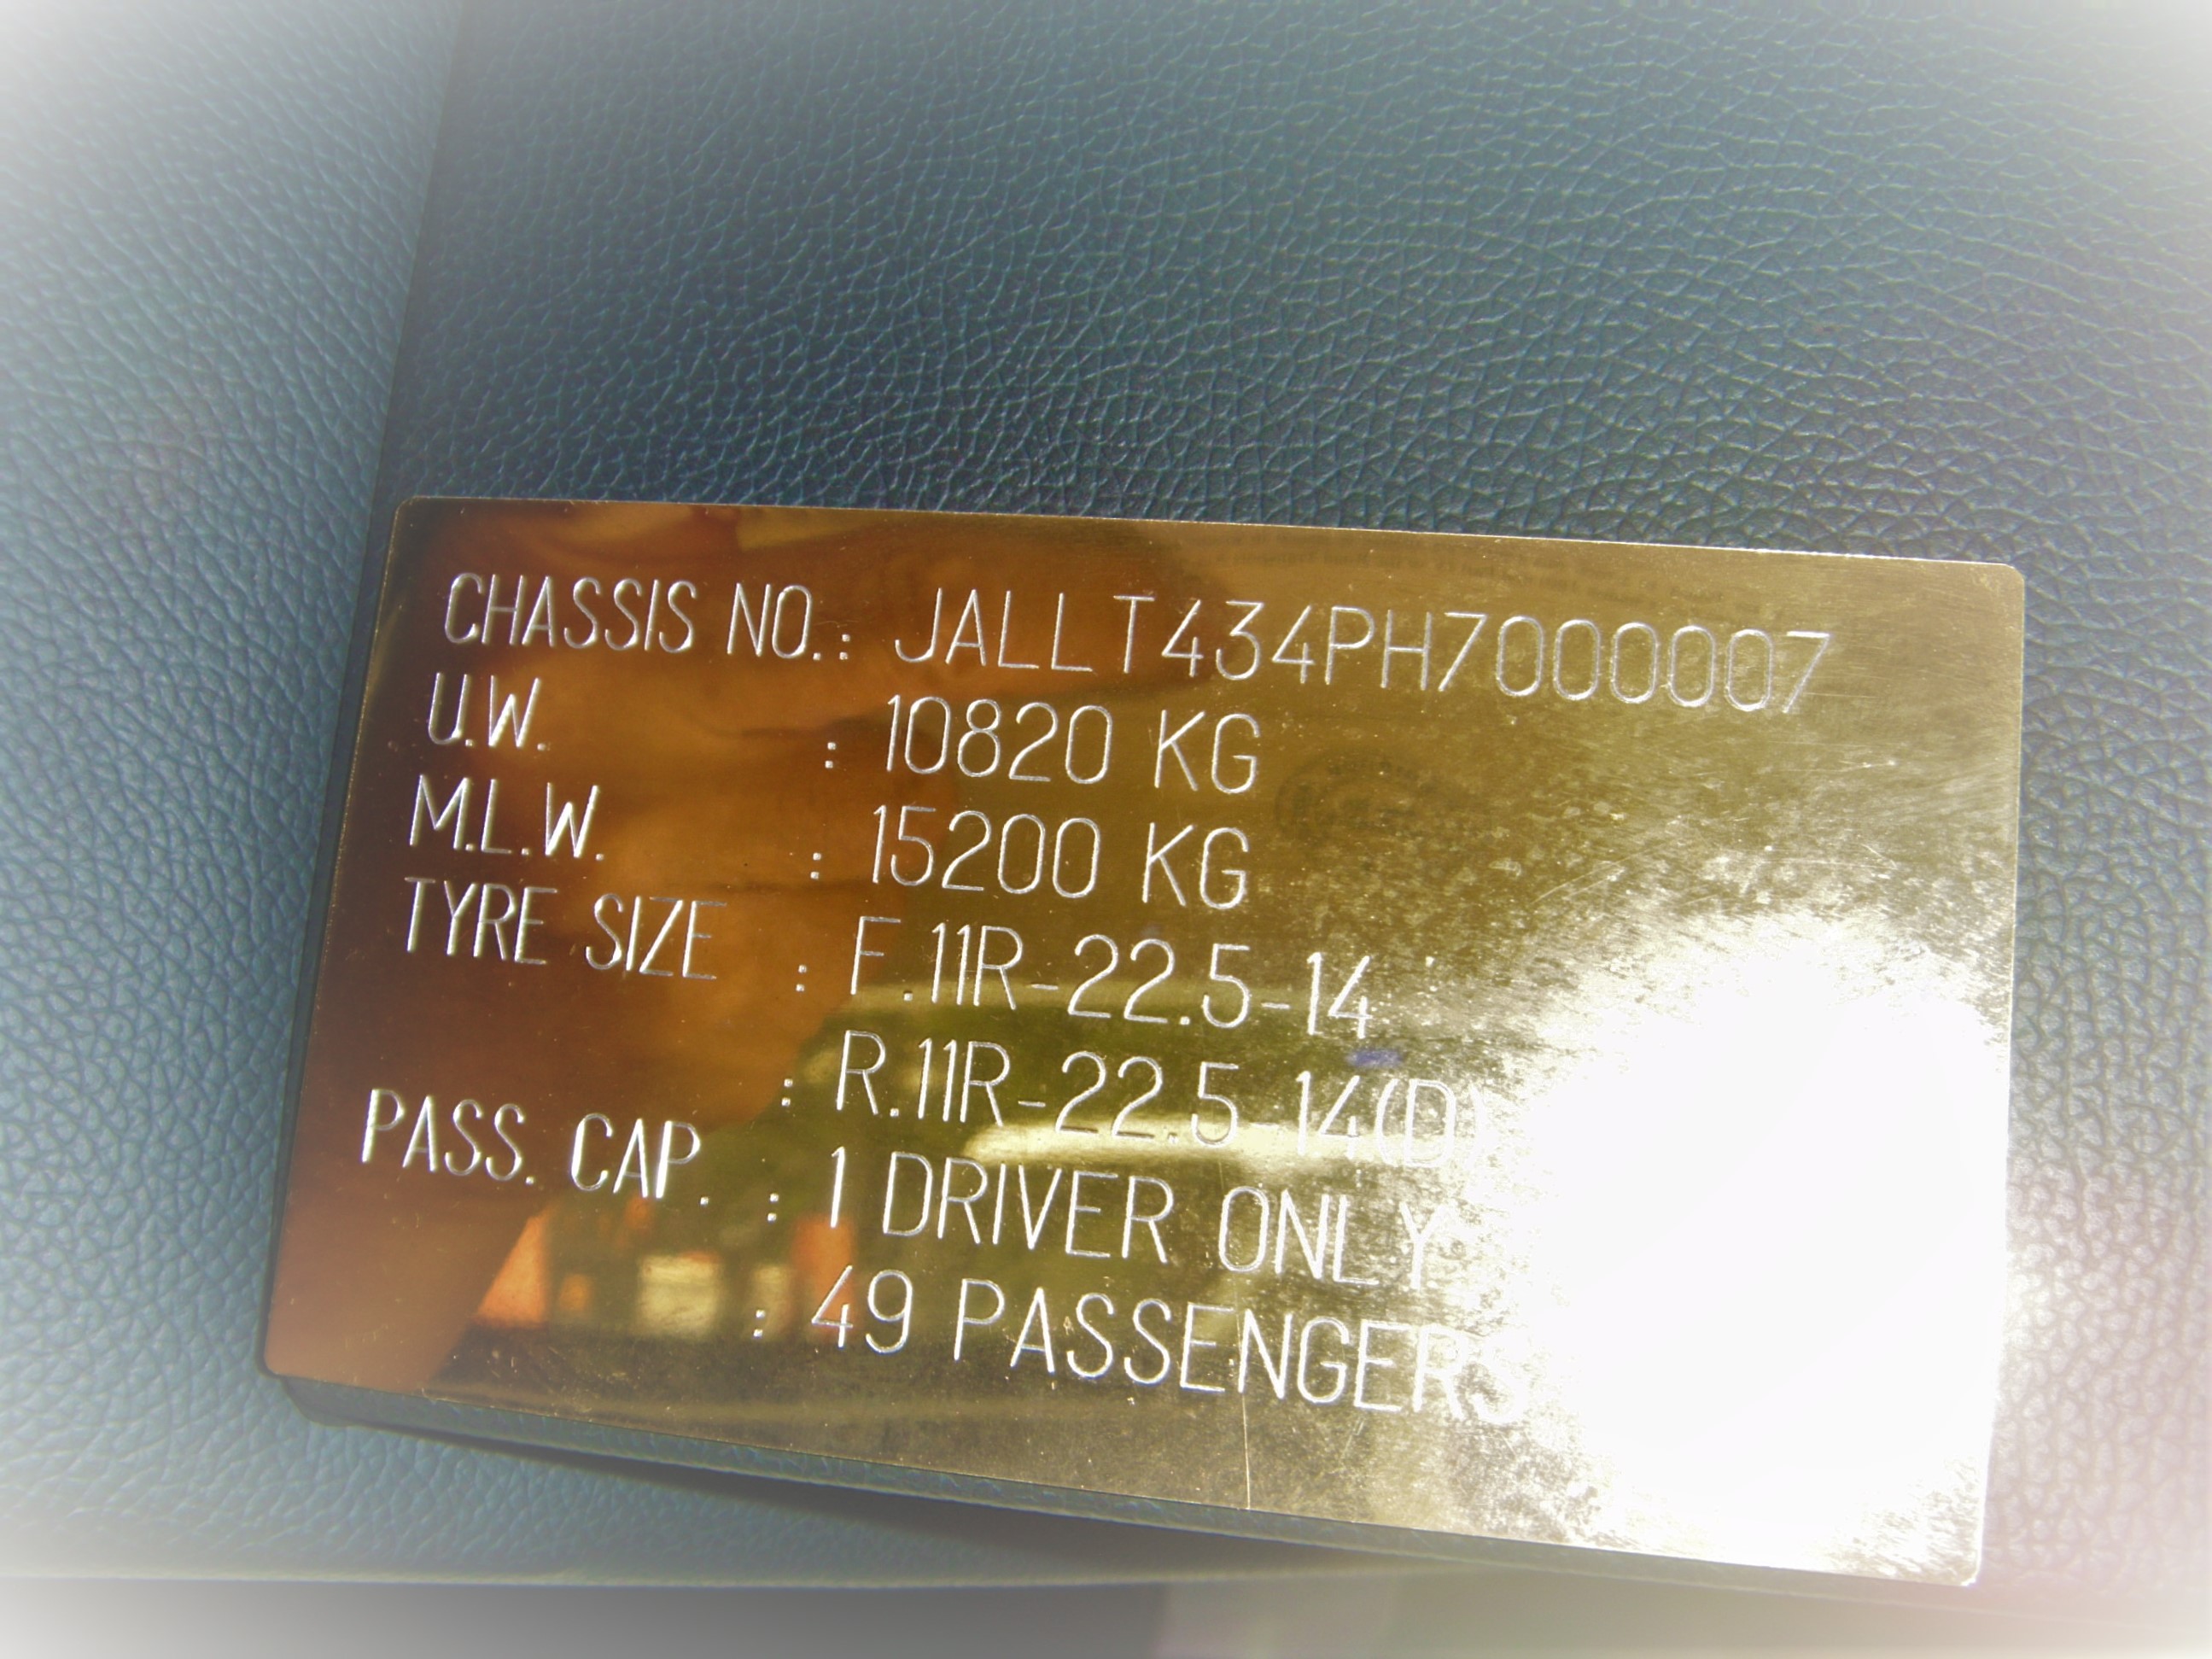 CHASSIS NO.: JALLT434PH7000007
U.W. : 10820 KG
M.L.W. : 15200 KG
TYRE SIZE : F.11R-22.5-14
: R.11R-22.5-14(D)
PASS. CAP. : 1 DRIVER ONLY
: 49 PASSENGERS